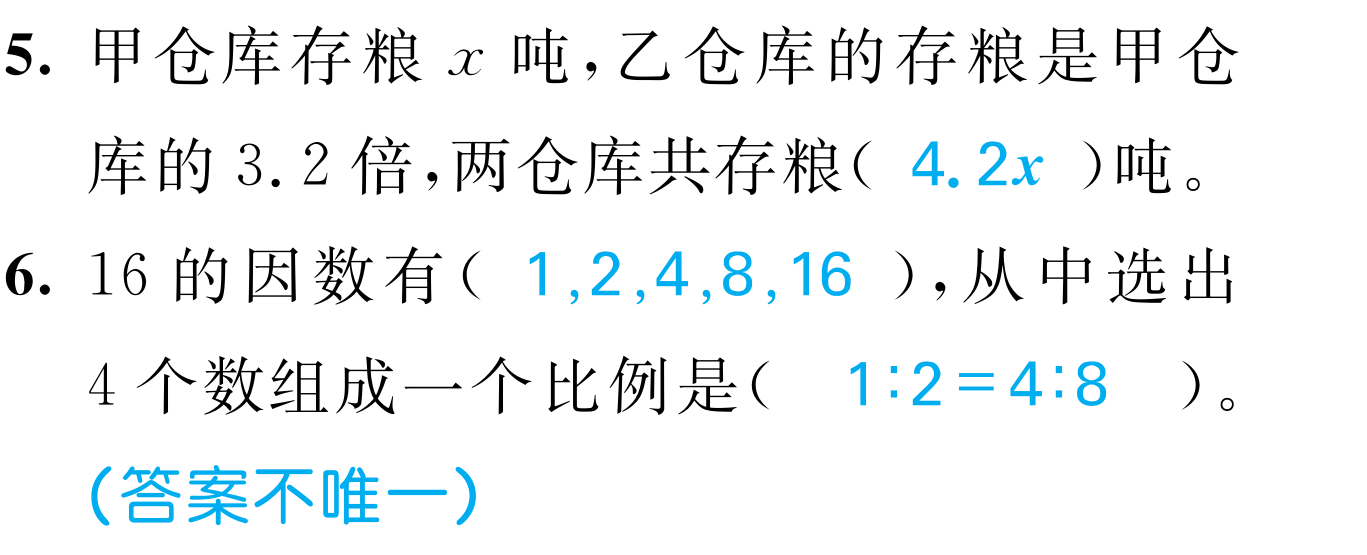 5. 甲仓库存粮 x 吨,乙仓库的存粮是甲仓
库的 3.2 倍,两仓库共存粮( 4.2x )吨。
6. 16 的因数有( 1,2,4,8,16 ),从中选出
4 个数组成一个比例是( 1∶2=4∶8 )。
(答案不唯一)